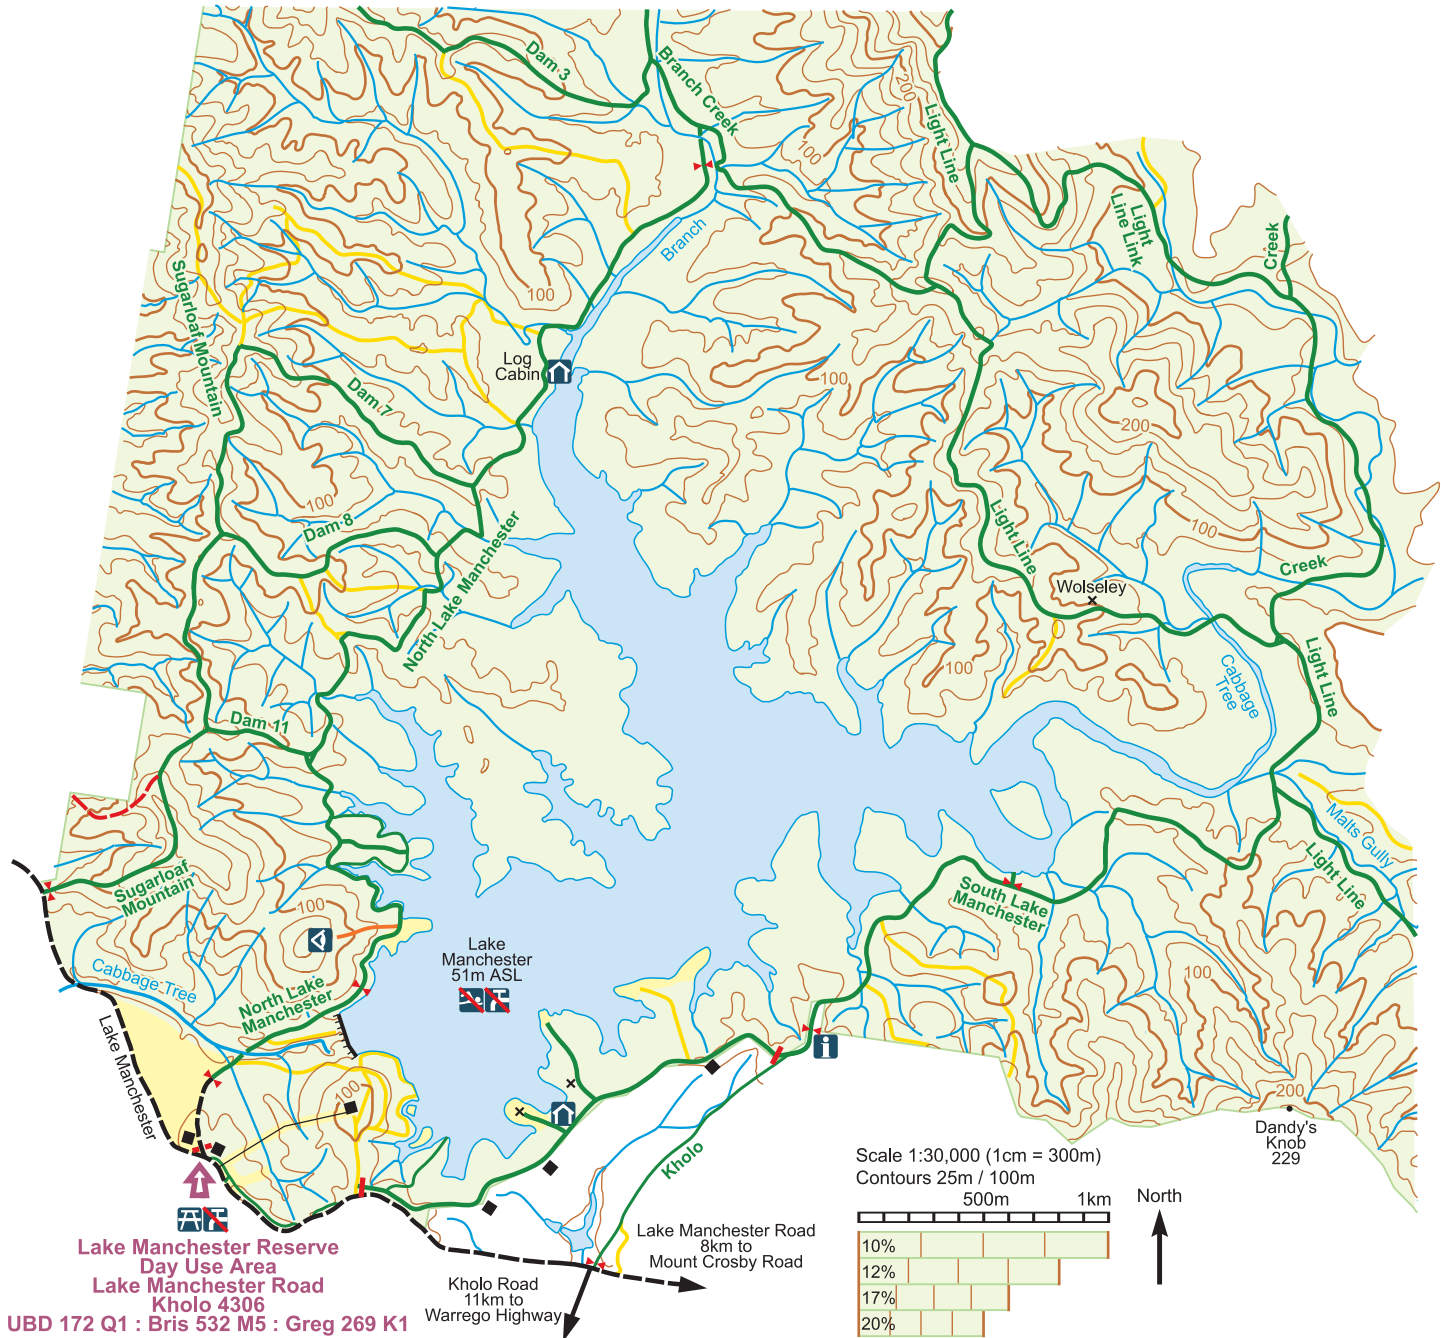 Dam 3
Branch Creek
200
Light Line
100
Light
Line Link
Creek
Branch
Sugarloaf Mountain
100
Log
Cabin
Dam 7
100
200
100
Dam 8
100
North Lake Manchester
Light Line
Wolseley
Creek
100
Cabbage
Tree
Light Line
Dam 11
Malts Gully
Light Line
Sugarloaf
Mountain
South Lake
Manchester
100
Lake
Manchester
51m ASL
Cabbage Tree
North Lake
Manchester
100
Lake Manchester
100
200
Dandy's
Knob
229
Kholo
Scale 1:30,000 (1cm = 300m)
Contours 25m / 100m
500m 1km
North
10%
12%
17%
20%
Lake Manchester Road
8km to
Mount Crosby Road
Kholo Road
11km to
Warrego Highway
Lake Manchester Reserve
Day Use Area
Lake Manchester Road
Kholo 4306
UBD 172 Q1 : Bris 532 M5 : Greg 269 K1